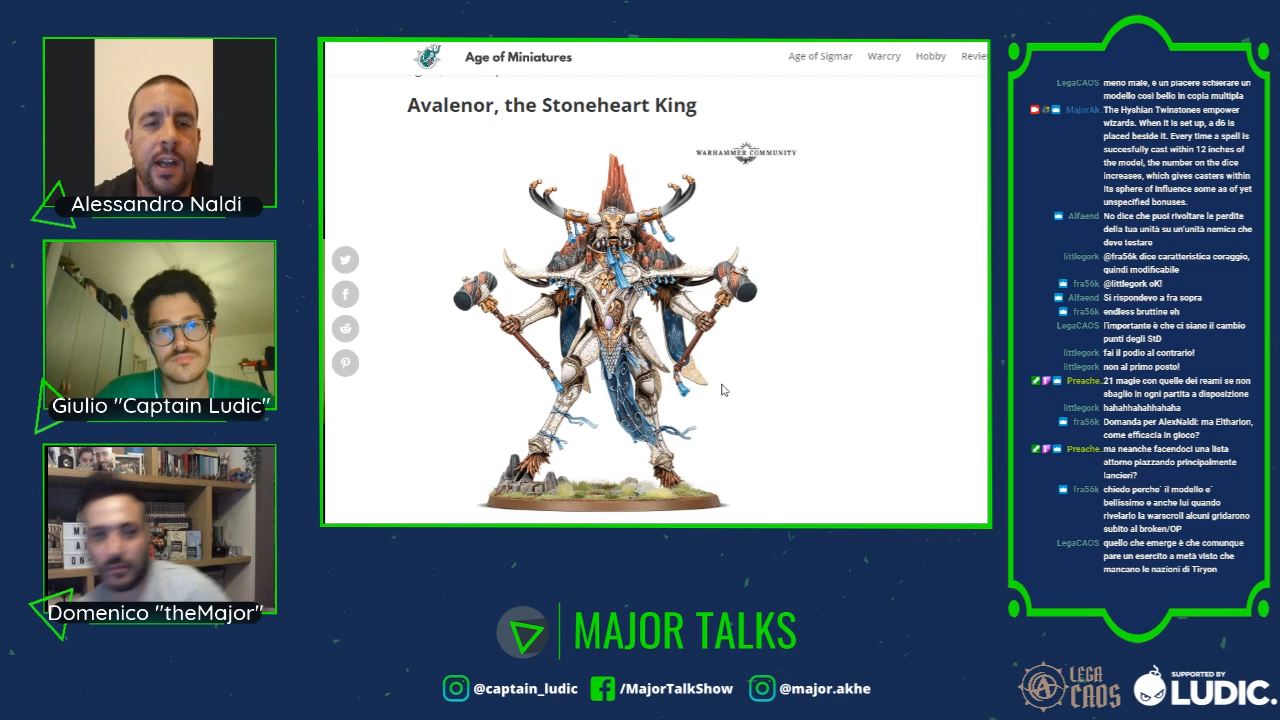 Alessandro Naldi
Giulio "Captain Ludic"
Domenico "theMajor"
Age of Miniatures
Age of Sigmar
Warcry
Hobby
Avalenor, the Stoneheart King
WARHAMMER COMMUNITY
MAJOR TALKS
@captain_ludic
/MajorTalkShow
@major.akhe
LegaCAOS meno male, è un piacere schierare un
modello così bello in copia multipla
MajorAk.. The Hyshian Twinstones empower
wizards. When it is set up, a d6 is
placed beside it. Every time a spell is
succesfully cast within 12 inches of
the model, the number on the dice
increases, which gives casters within
its sphere of influence some as of yet
unspecified bonuses.
Alfaend No dice che puoi rivoltare le perdite
della tua unità su un'unità nemica che
deve testare
littlegork @fra56k dice caratteristica coraggio,
quindi modificabile
fra56k @littlegork oK!
Alfaend Si rispondevo a fra sopra
fra56k endless bruttine eh
LegaCAOS l'importante è che ci siano il cambio
punti degli StD
littlegork fai il podio al contrario!
littlegork non al primo posto!
Preache.. 21 magie con quelle dei reami se non
sbaglio in ogni partita a disposizione
littlegork hahahhahahhahaha
fra56k Domanda per AlexNaldi: ma Eltharion,
come efficacia in gioco?
Preache.. ma neanche facendoci una lista
attorno piazzando principalmente
lancieri?
fra56k chiedo perche` il modello e`
bellissimo e anche lui quando
rivelarlo la warscroll alcuni gridarono
subito al broken/OP
LegaCAOS quello che emerge è che comunque
pare un esercito a metà visto che
mancano le nazioni di Tiryon
LEGA
CAOS
SUPPORTED BY
LUDIC.